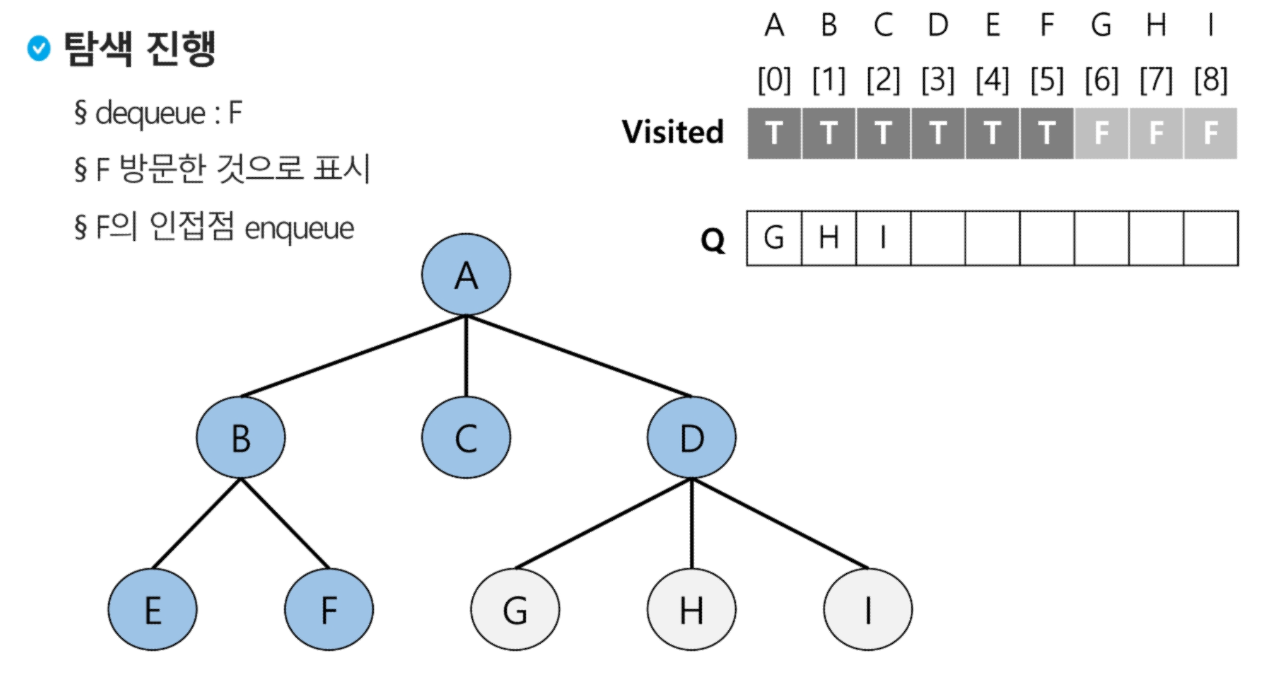 탐색 진행
§ dequeue : F
§ F 방문한 것으로 표시
§ F의 인접점 enqueue
A B C D E F G H I
[0] [1] [2] [3] [4] [5] [6] [7] [8]
Visited T T T T T T F F F
Q G H I
A
B C D
E F G H I